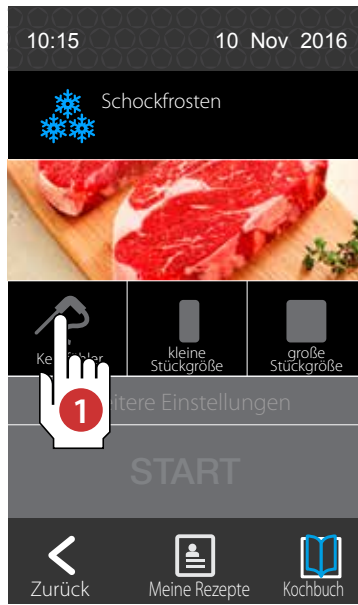 10:15 10 Nov 2016
Schockfrosten
kleine
Stückgröße
große
Stückgröße
1
Einstellungen
START
Zurück
Meine Rezepte
Kochbuch